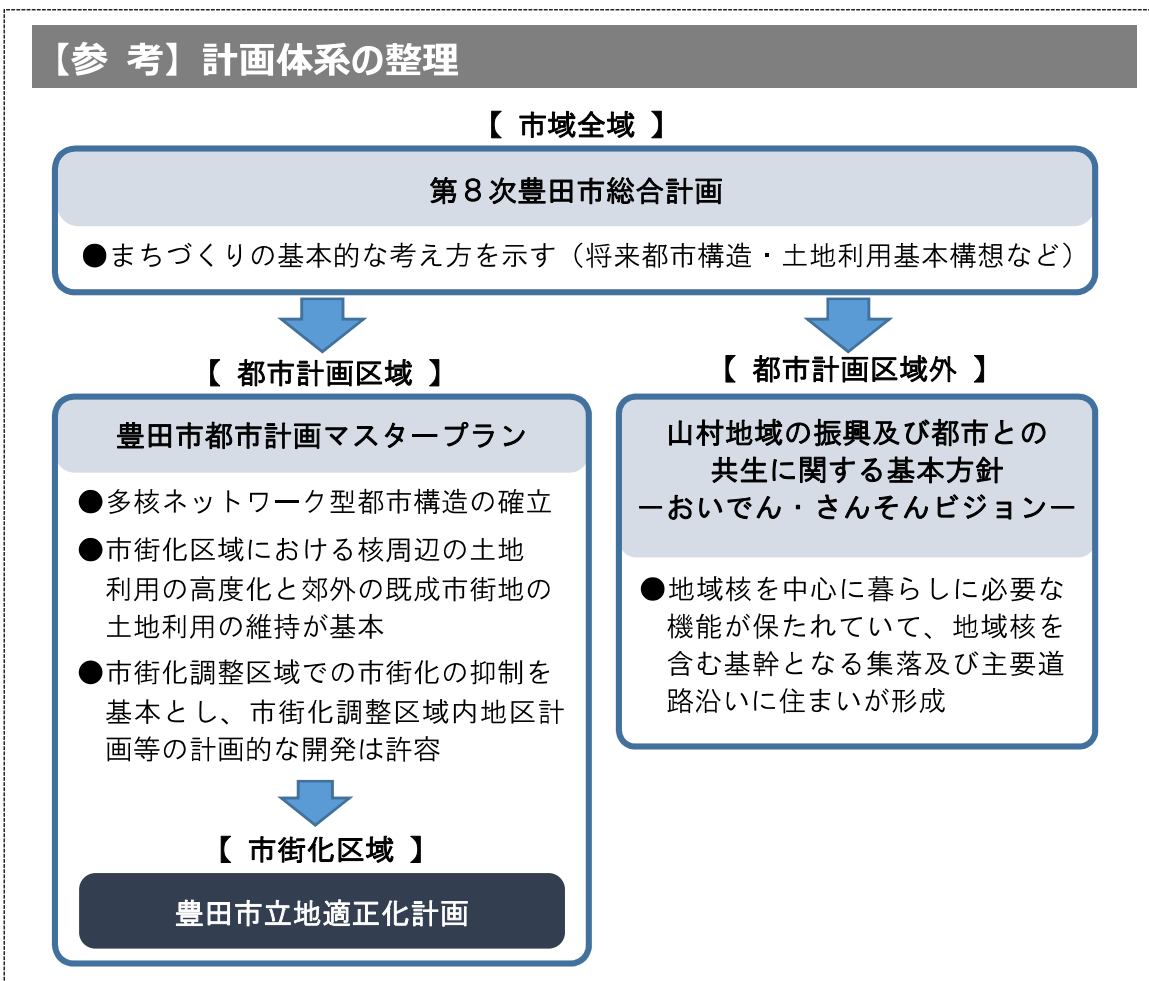 【参 考】計画体系の整理
【 市域全域 】
第８次豊田市総合計画
●まちづくりの基本的な考え方を示す（将来都市構造・土地利用基本構想など）
【 都市計画区域 】
豊田市都市計画マスタープラン
●多核ネットワーク型都市構造の確立
●市街化区域における核周辺の土地
利用の高度化と郊外の既成市街地の
土地利用の維持が基本
●市街化調整区域での市街化の抑制を
基本とし、市街化調整区域内地区計
画等の計画的な開発は許容
【 市街化区域 】
豊田市立地適正化計画
【 都市計画区域外 】
山村地域の振興及び都市との
共生に関する基本方針
－おいでん・さんそんビジョン－
●地域核を中心に暮らしに必要な
機能が保たれていて、地域核を
含む基幹となる集落及び主要道
路沿いに住まいが形成